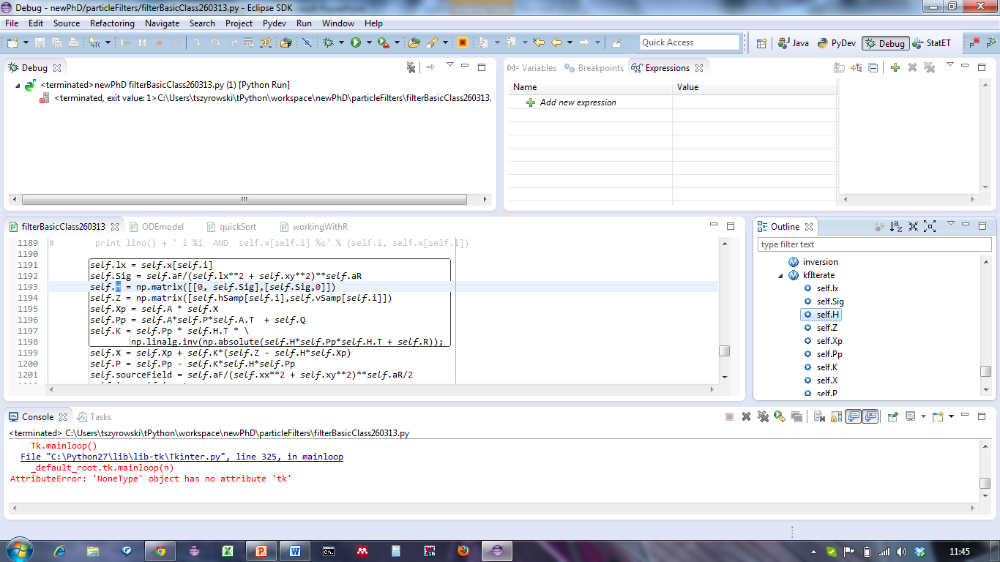 Debug - newPhD/particleFilters/filterBasicClass260313.py - Eclipse SDK
File Edit Source Refactoring Navigate Search Project Pydev Run Window Help
Quick Access
Java PyDev Debug StatET
Debug
<terminated> newPhD filterBasicClass260313.py (1) [Python Run]
<terminated, exit value: 1> C:\Users\tszyrowski\tPython\workspace\newPhD\particleFilters\filterBasicClass260313.
(x)= Variables Breakpoints Expressions
Name Value
Add new expression
filterBasicClass260313 ODEmodel quickSort workingWithR
1189 # print lino() + ' i %i AND self.x[self.i] %s' % (self.i, self.x[self.i])
1190
1191 self.lx = self.x[self.i]
1192 self.Sig = self.aF/(self.lx**2 + self.xy**2)**self.aR
1193 self.H = np.matrix([[0, self.Sig],[self.Sig,0]])
1194 self.Z = np.matrix([self.hSamp[self.i],self.vSamp[self.i]])
1195 self.Xp = self.A * self.X
1196 self.Pp = self.A*self.P*self.A.T + self.Q
1197 self.K = self.Pp * self.H.T * \
1198 np.linalg.inv(np.absolute(self.H*self.Pp*self.H.T + self.R));
1199 self.X = self.Xp + self.K*(self.Z - self.H*self.Xp)
1200 self.P = self.Pp - self.K*self.H*self.Pp
1201 self.sourceField = self.aF/(self.xx**2 + self.xy**2)**self.aR/2
Outline
type filter text
inversion
kfIterate
self.lx
self.Sig
self.H
self.Z
self.Xp
self.Pp
self.K
self.X
self.P
Console Tasks
<terminated> C:\Users\tszyrowski\tPython\workspace\newPhD\particleFilters\filterBasicClass260313.py
Tk.mainloop()
File "C:\Python27\lib\lib-tk\Tkinter.py", line 325, in mainloop
_default_root.tk.mainloop(n)
AttributeError: 'NoneType' object has no attribute 'tk'
11:45